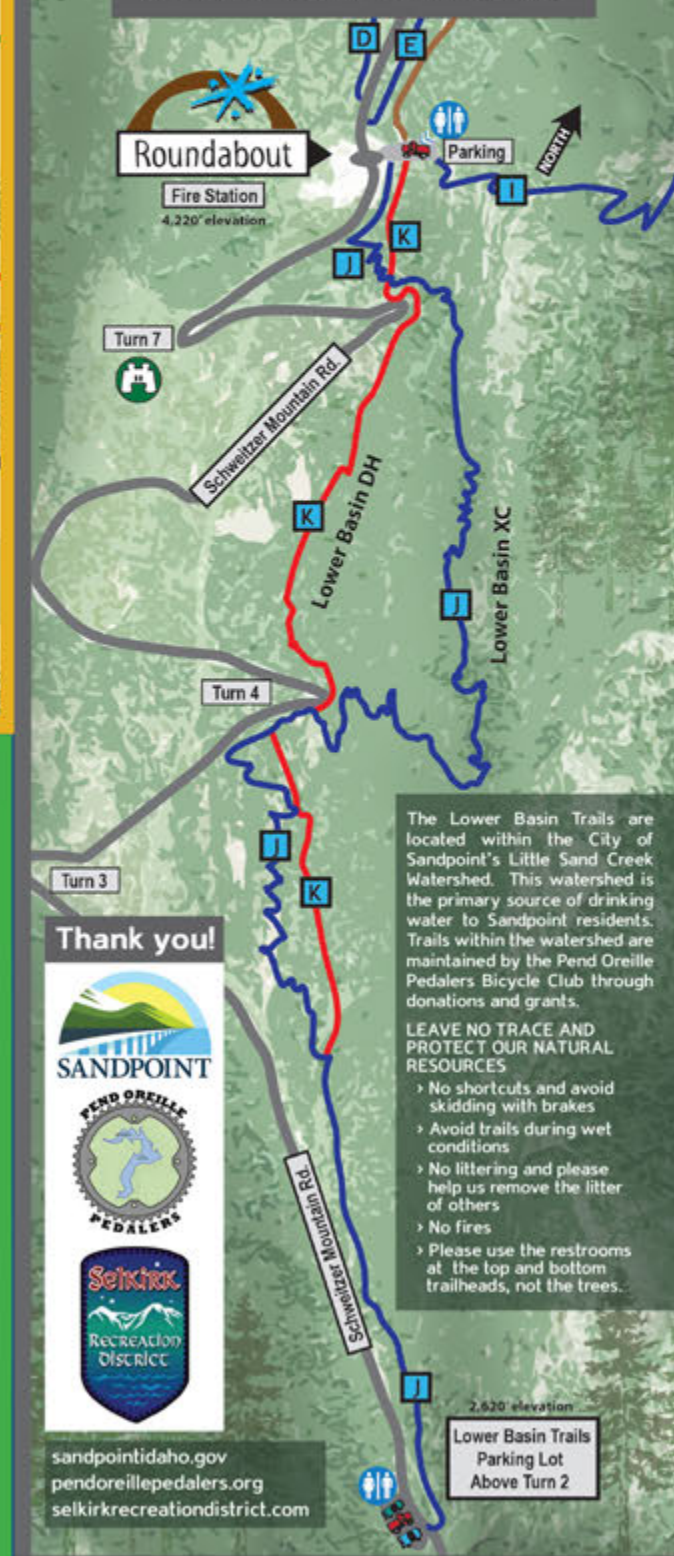 D
E
Roundabout
Parking
NORTH
Fire Station
4,220' elevation
I
K
J
Turn 7
Schweitzer Mountain Rd.
K
Lower Basin DH
Lower Basin XC
J
Turn 4
J
Turn 3
K
The Lower Basin Trails are
located within the City of
Sandpoint's Little Sand Creek
Watershed. This watershed is
the primary source of drinking
water to Sandpoint residents.
Trails within the watershed are
maintained by the Pend Oreille
Pedalers Bicycle Club through
donations and grants.
LEAVE NO TRACE AND
PROTECT OUR NATURAL
RESOURCES
› No shortcuts and avoid
skidding with brakes
› Avoid trails during wet
conditions
› No littering and please
help us remove the litter
of others
› No fires
› Please use the restrooms
at the top and bottom
trailheads, not the trees.
Thank you!
SANDPOINT
PEND OREILLE
PEDALERS
Selkirk
Recreation
District
Schweitzer Mountain Rd.
J
2,620' elevation
Lower Basin Trails
Parking Lot
Above Turn 2
sandpointidaho.gov
pendoreillepedalers.org
selkirkrecreationdistrict.com